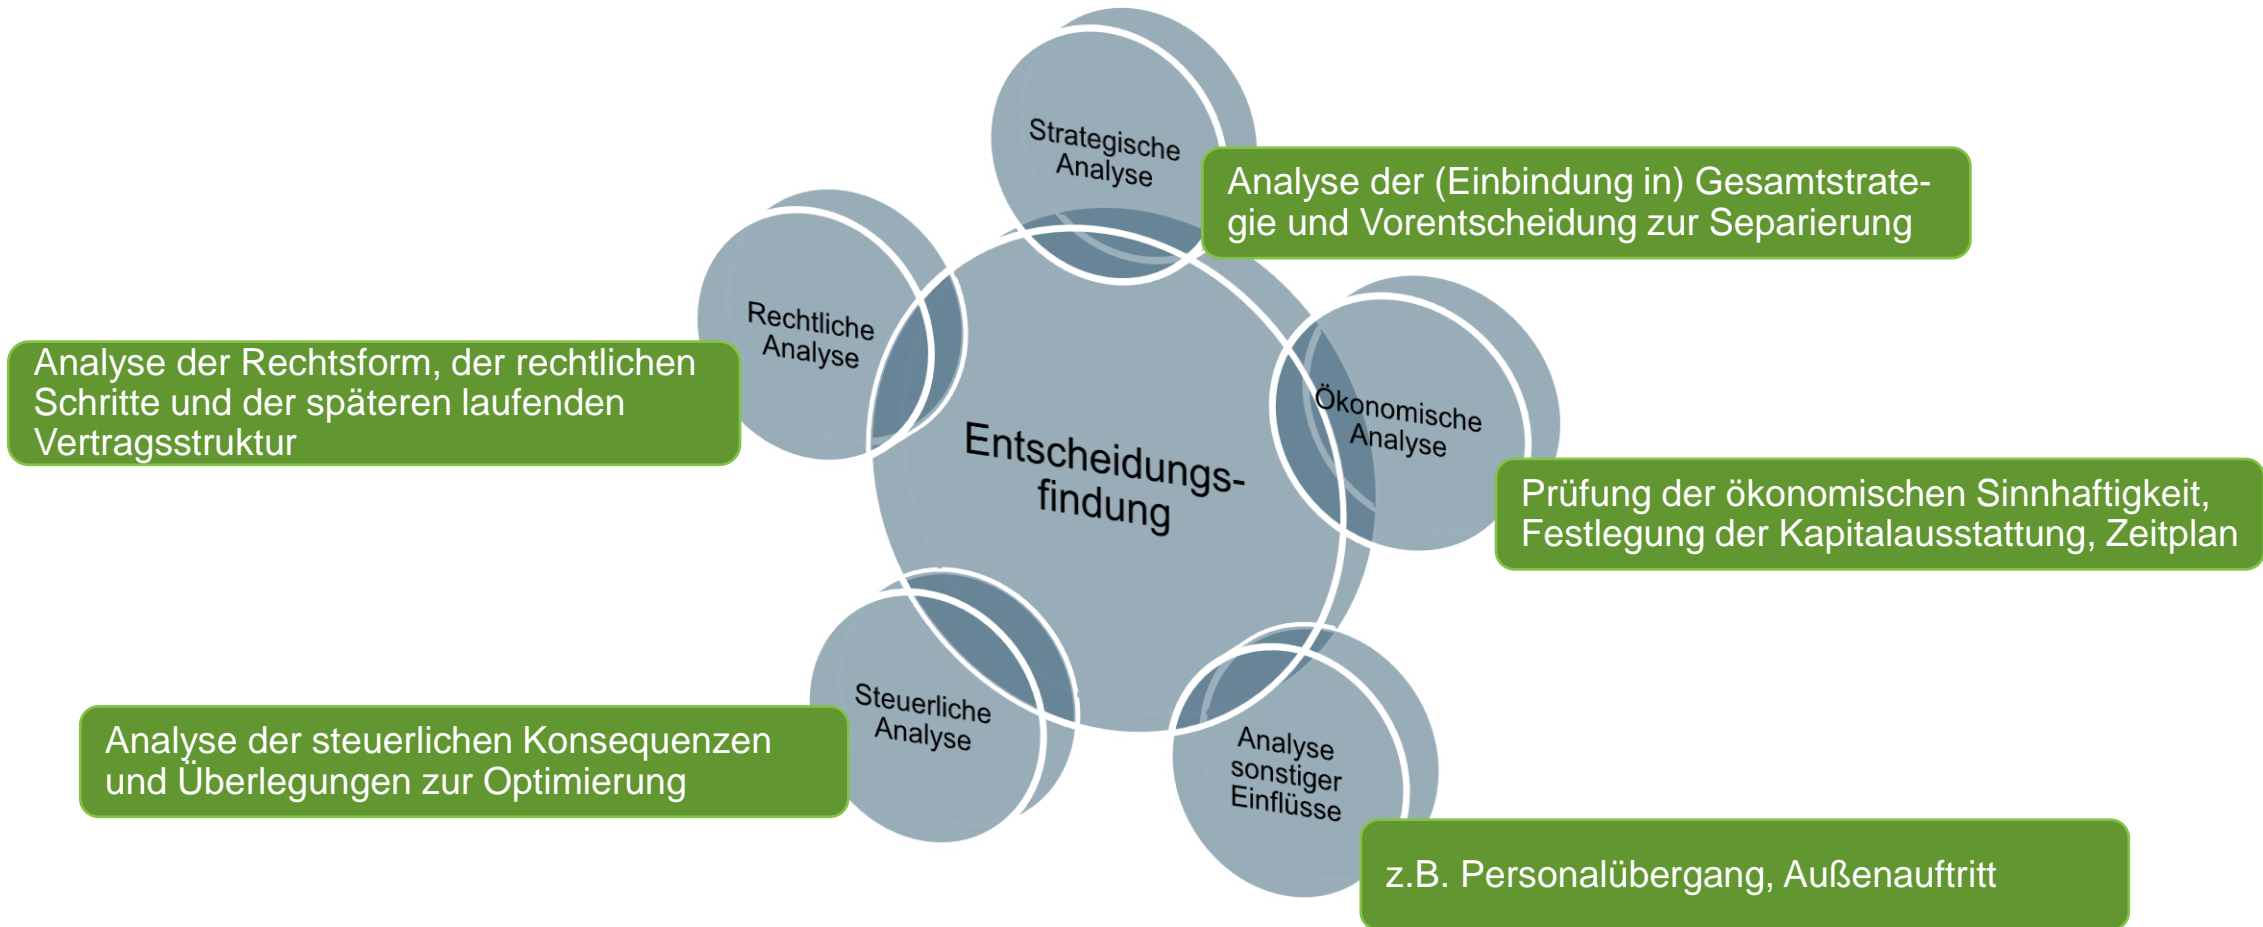 Strategische
Analyse
Analyse der (Einbindung in) Gesamtstrate-
gie und Vorentscheidung zur Separierung
Rechtliche
Analyse
Analyse der Rechtsform, der rechtlichen
Schritte und der späteren laufenden
Vertragsstruktur
Ökonomische
Analyse
Prüfung der ökonomischen Sinnhaftigkeit,
Festlegung der Kapitalausstattung, Zeitplan
Entscheidungs-
findung
Steuerliche
Analyse
Analyse der steuerlichen Konsequenzen
und Überlegungen zur Optimierung
Analyse
sonstiger
Einflüsse
z.B. Personalübergang, Außenauftritt